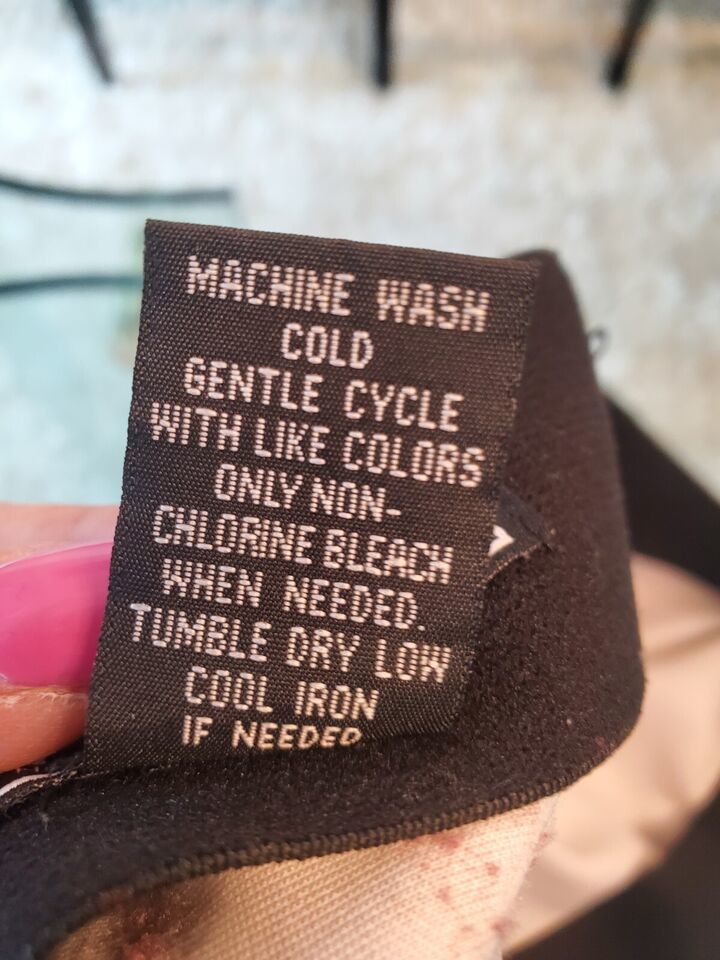 MACHINE WASH
COLD
GENTLE CYCLE
WITH LIKE COLORS
ONLY NON-
CHLORINE BLEACH
WHEN NEEDED.
TUMBLE DRY LOW
COOL IRON
IF NEEDED